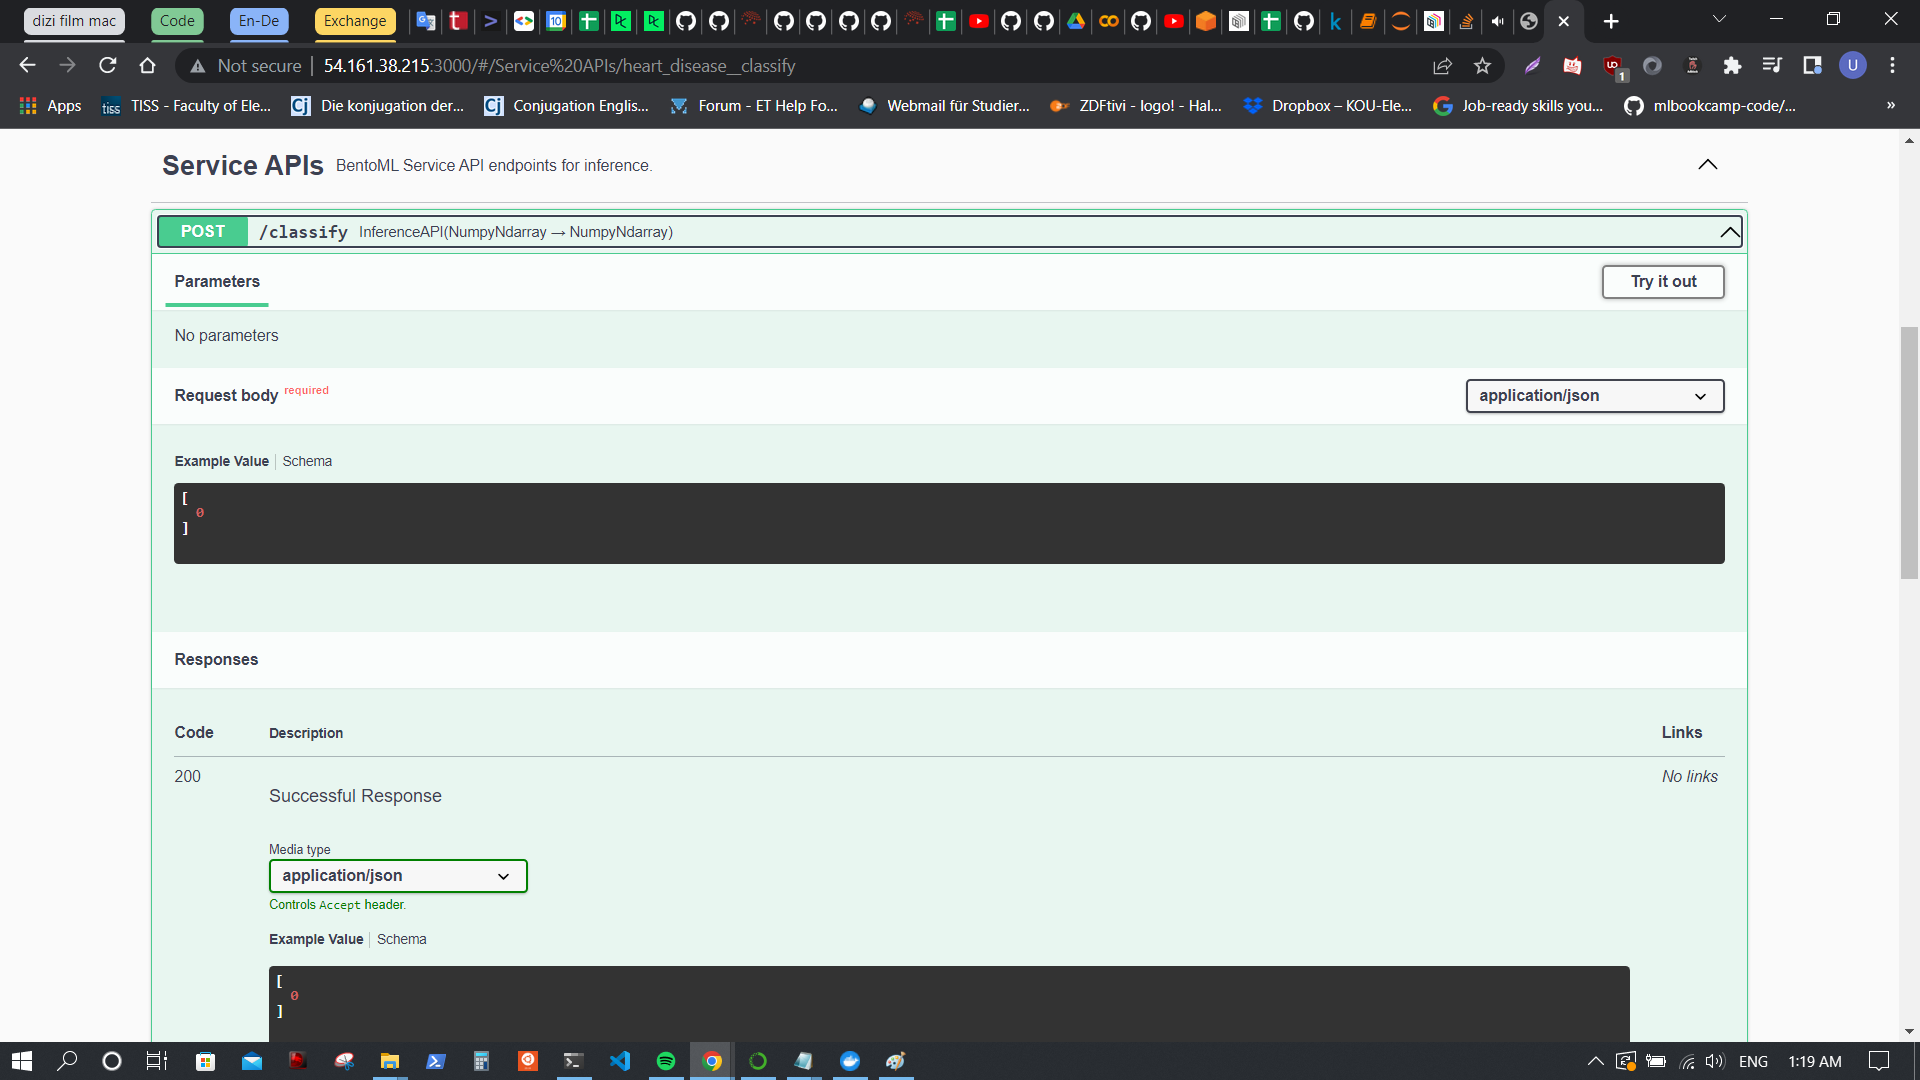 dizi film mac
Code
En-De
Exchange
Not secure
54.161.38.215:3000/#/Service%20APIs/heart_disease__classify
1
U
Apps
tiss
TISS - Faculty of Ele...
Cj
Die konjugation der...
Cj
Conjugation Englis...
Forum - ET Help Fo...
Webmail für Studier...
ZDFtivi - logo! - Hal...
Dropbox – KOU-Ele...
Job-ready skills you...
mlbookcamp-code/...
»
Service APIs
BentoML Service API endpoints for inference.
POST
/classify
InferenceAPI(NumpyNdarray → NumpyNdarray)
Parameters
Try it out
No parameters
Request body required
application/json
Example Value
Schema
[
0
]
Responses
Code
Description
Links
200
Successful Response
No links
Media type
application/json
Controls Accept header.
Example Value
Schema
[
0
]
ENG
1:19 AM